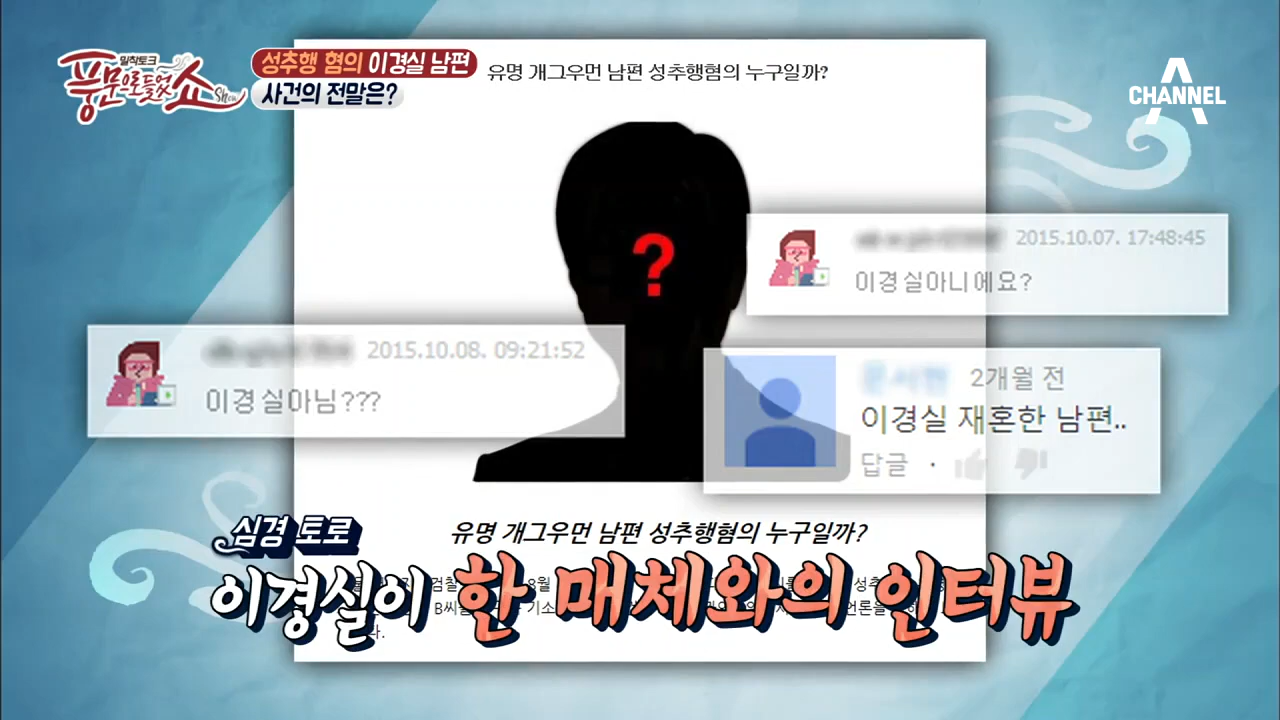 밀착토크
풍문으로들었쇼
Show
성추행 혐의 이경실 남편
사건의 전말은?
CHANNEL
유명 개그우먼 남편 성추행혐의 누구일까?
?
2015.10.07. 17:48:45
이경실아니에요?
2015.10.08. 09:21:52
이경실아님???
2개월 전
이경실 재혼한 남편..
답글
유명 개그우먼 남편 성추행혐의 누구일까?
심경 토로
이경실이 한 매체와의 인터뷰